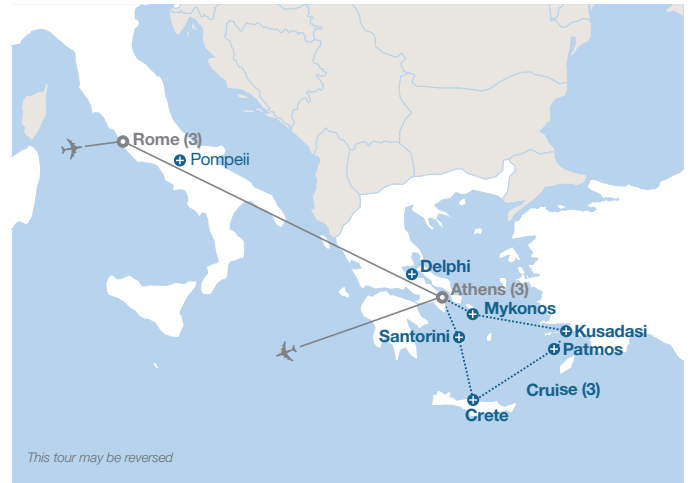 Rome (3)
Pompeii
Delphi
Athens (3)
Mykonos
Kusadasi
Santorini
Patmos
Cruise (3)
Crete
This tour may be reversed